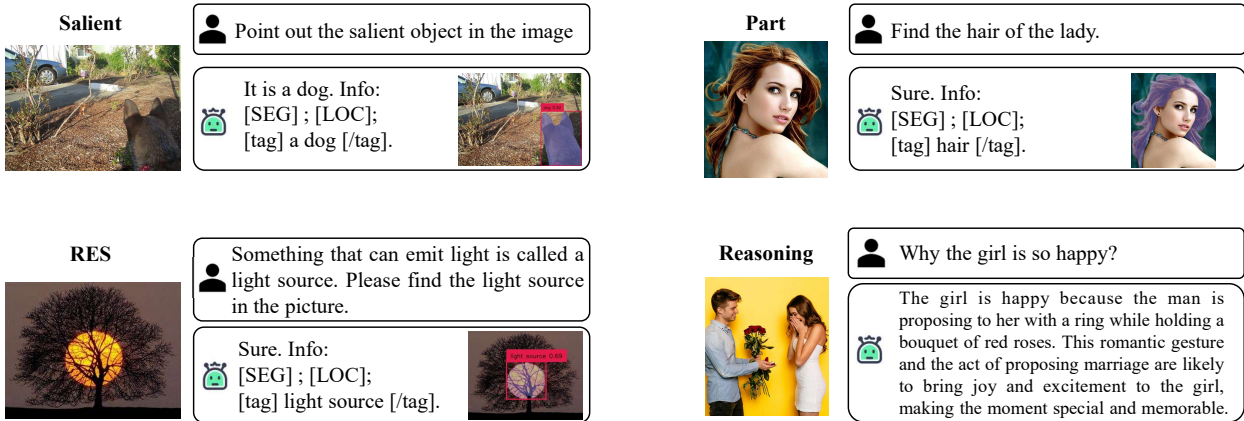 Salient
Point out the salient object in the image
It is a dog. Info:
[SEG] ; [LOC];
[tag] a dog [/tag].
Part
Find the hair of the lady.
Sure. Info:
[SEG] ; [LOC];
[tag] hair [/tag].
RES
Something that can emit light is called a
light source. Please find the light source
in the picture.
Sure. Info:
[SEG] ; [LOC];
[tag] light source [/tag].
light source 0.69
Reasoning
Why the girl is so happy?
The girl is happy because the man is
proposing to her with a ring while holding a
bouquet of red roses. This romantic gesture
and the act of proposing marriage are likely
to bring joy and excitement to the girl,
making the moment special and memorable.